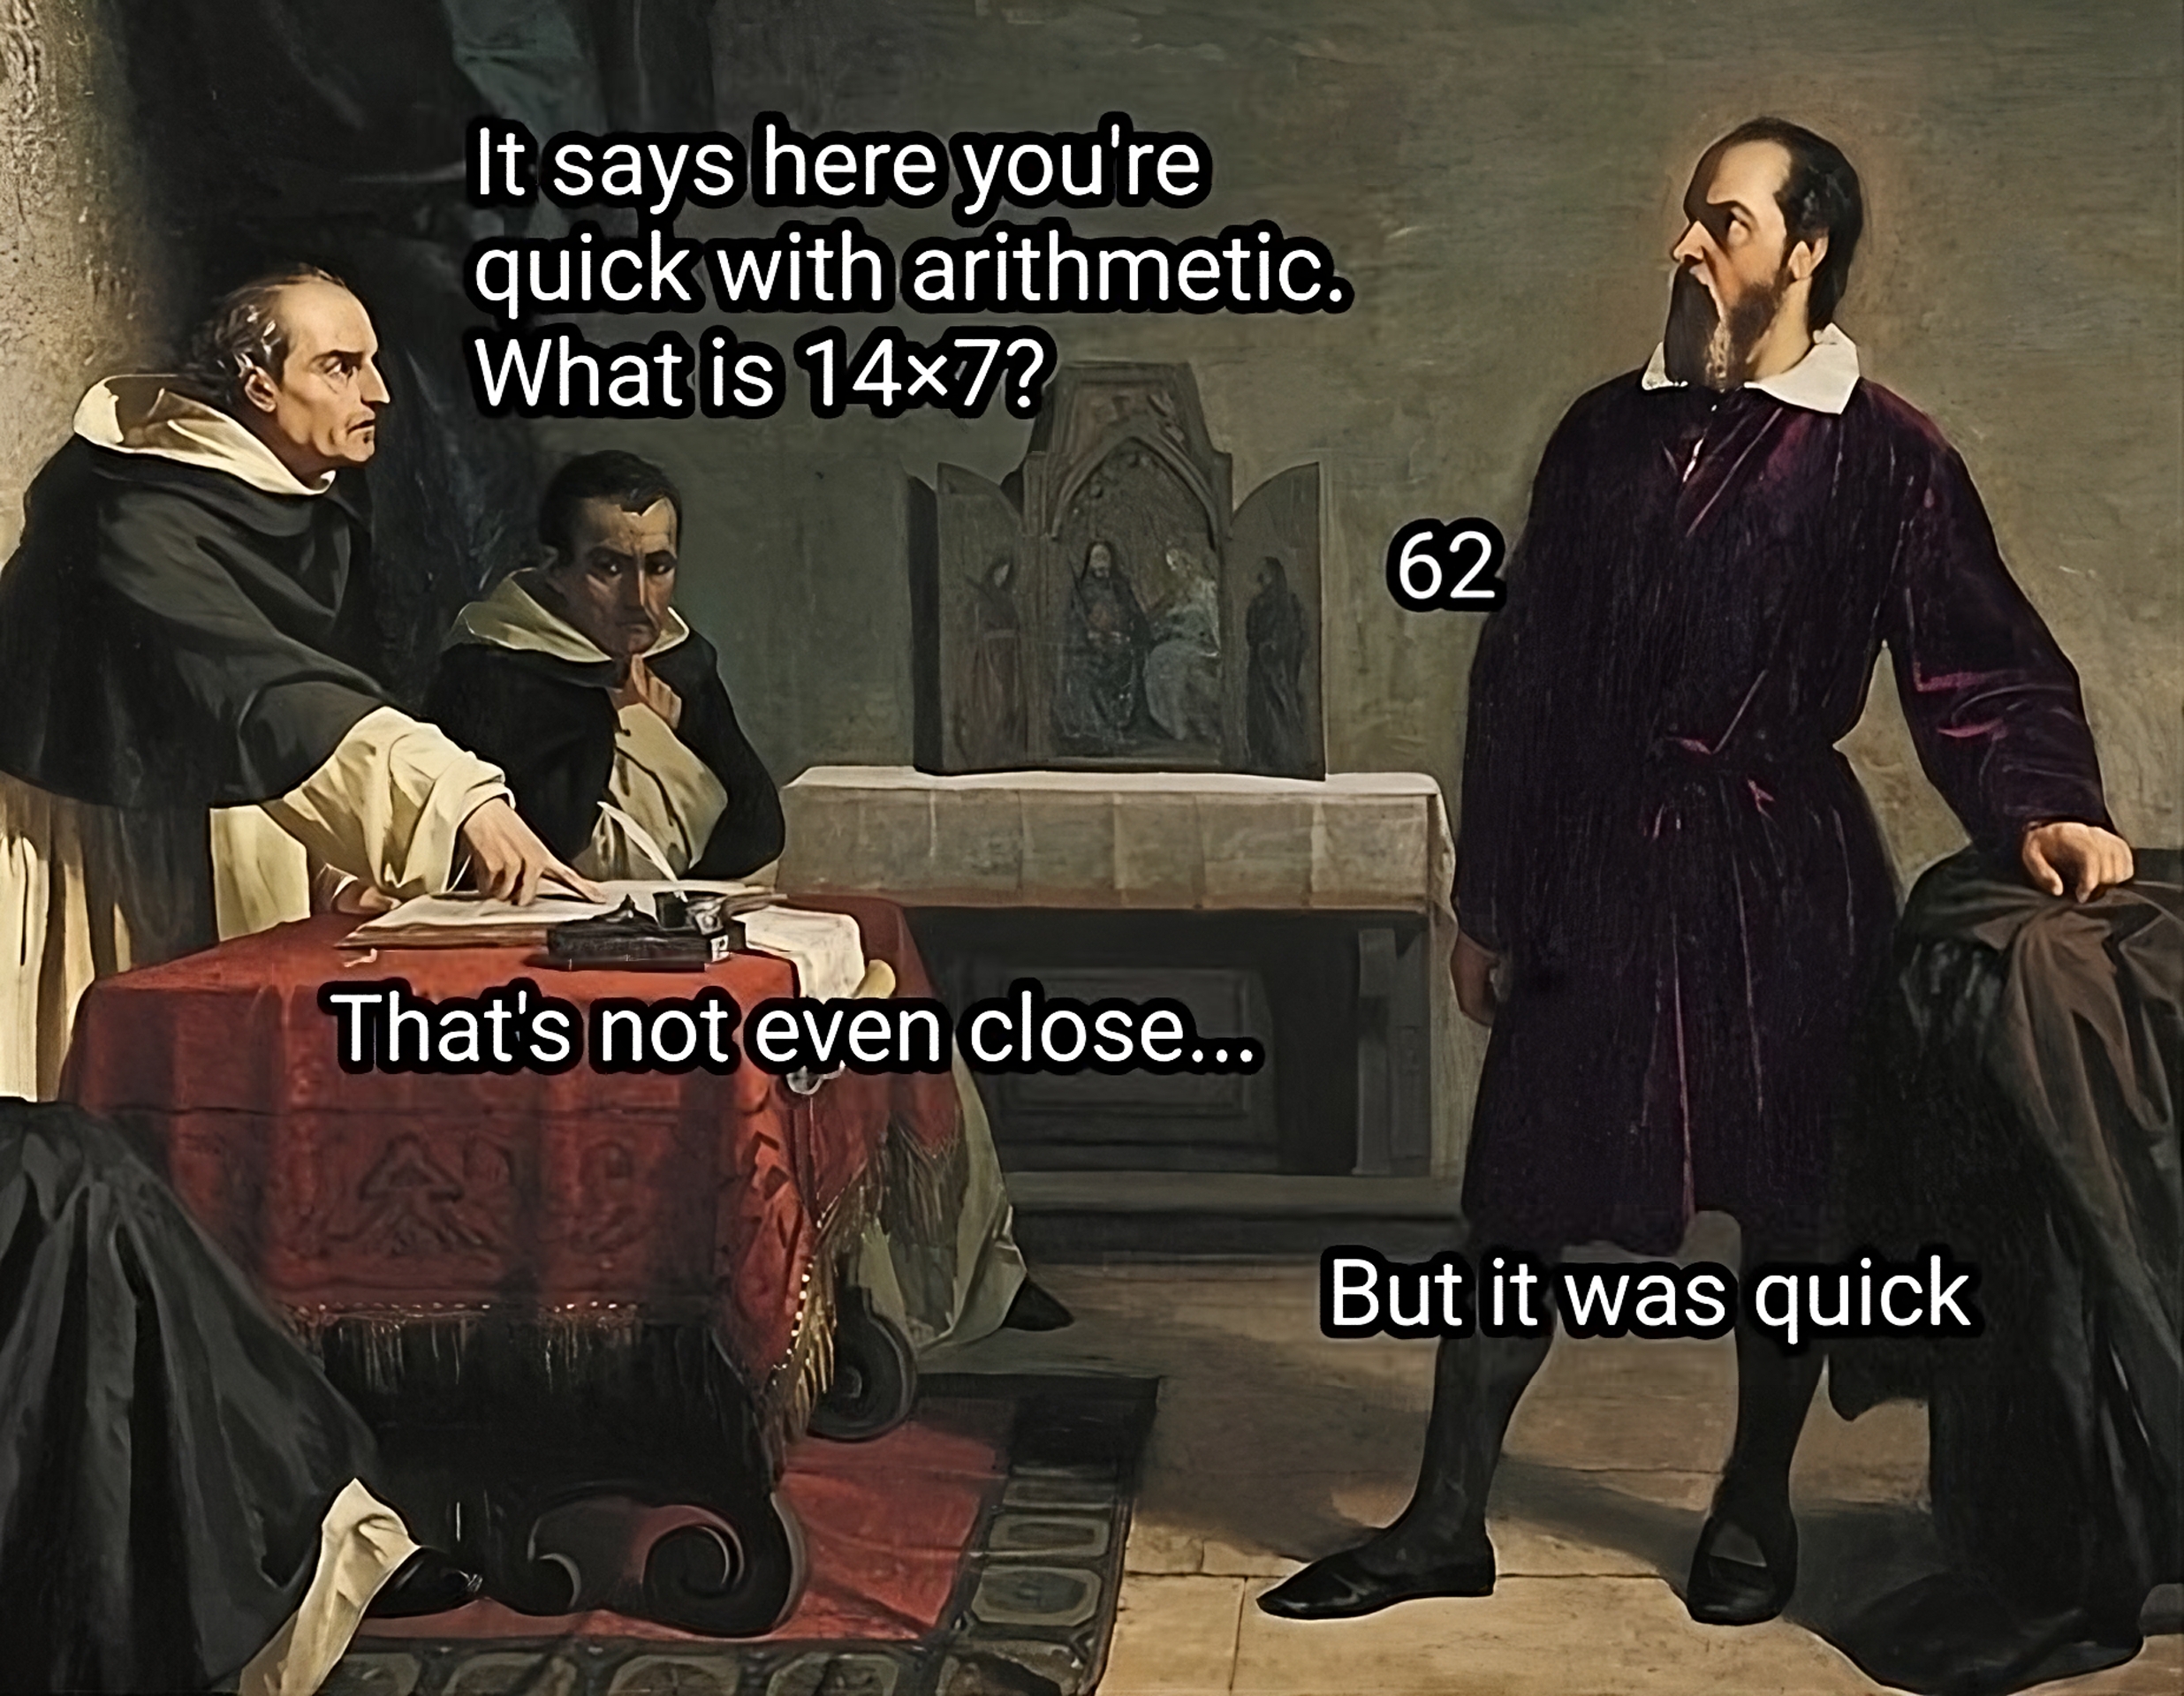 It says here you're
quick with arithmetic.
What is 14×7?
62
That's not even close...
But it was quick